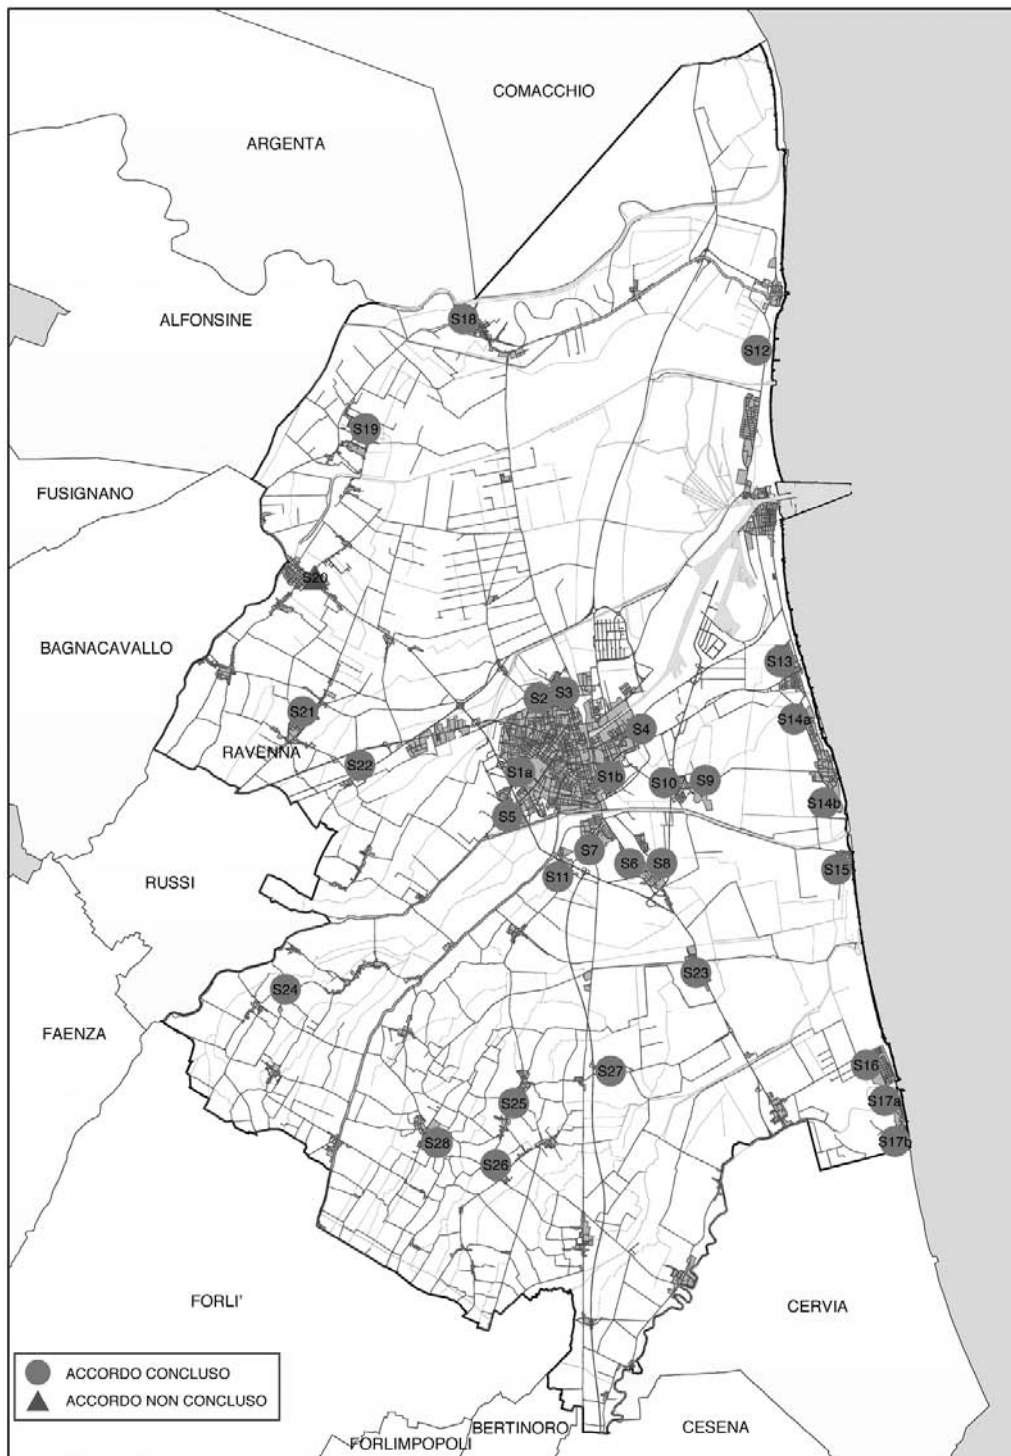 COMACCHIO
ARGENTA
ALFONSINE
S18
S12
S19
FUSIGNANO
S20
BAGNACAVALLO
S13
S2
S3
S21
S14a
S4
RAVENNA
S22
S1a
S1b
S10
S9
S14b
S5
S7
S6
S8
S15
S11
RUSSI
S23
S24
FAENZA
S16
S27
S17a
S25
S28
S17b
S26
FORLI'
CERVIA
ACCORDO CONCLUSO
ACCORDO NON CONCLUSO
BERTINORO
CESENA
FORLIMPOPOLI